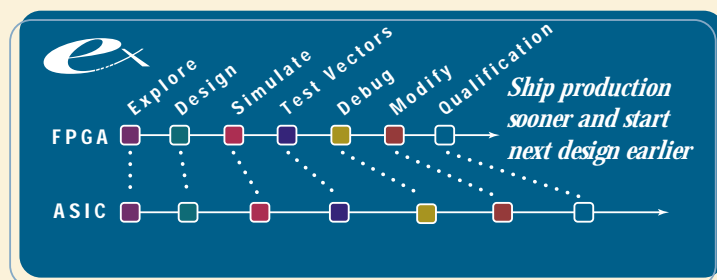 ex
Explore
Design
Simulate
Test Vectors
Debug
Modify
Qualification
FPGA
Ship production
sooner and start
next design earlier
ASIC